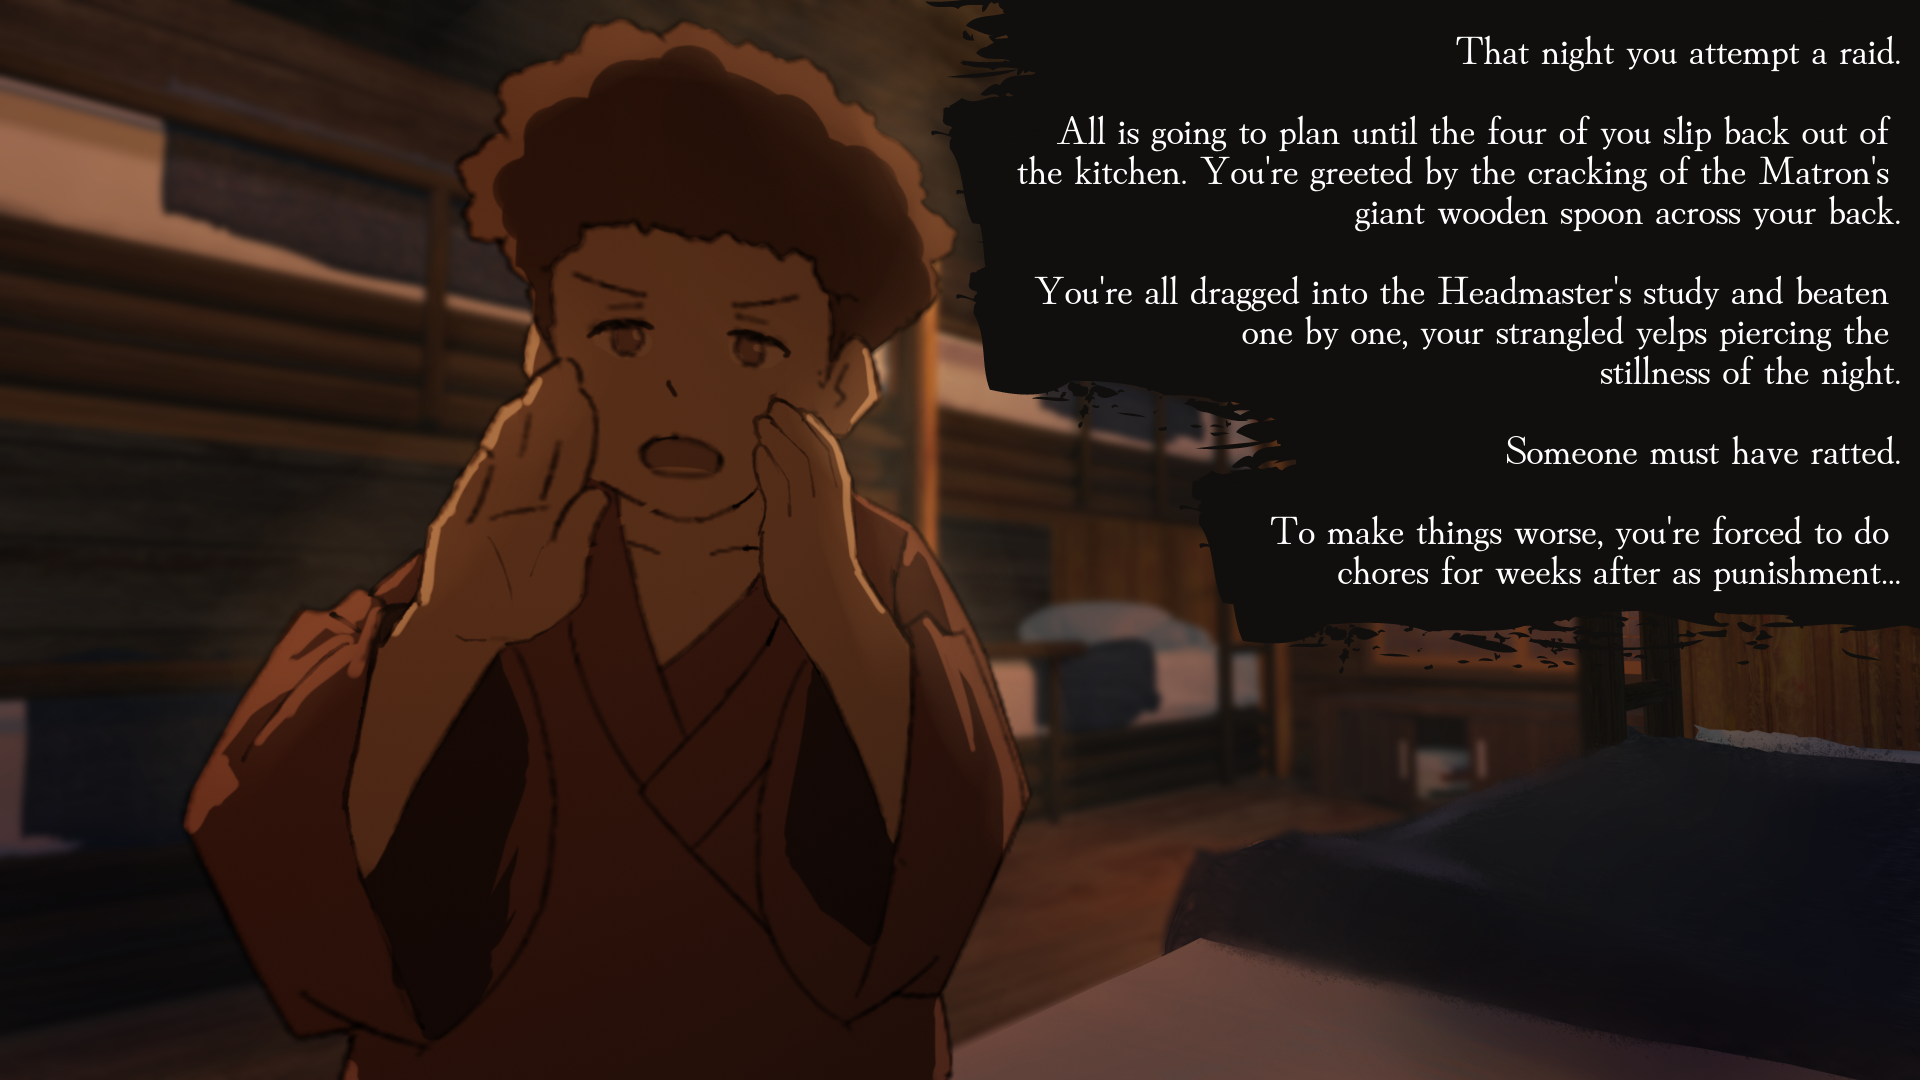 That night you attempt a raid.
All is going to plan until the four of you slip back out of
the kitchen. You're greeted by the cracking of the Matron's
giant wooden spoon across your back.
You're all dragged into the Headmaster's study and beaten
one by one, your strangled yelps piercing the
stillness of the night.
Someone must have ratted.
To make things worse, you're forced to do
chores for weeks after as punishment...